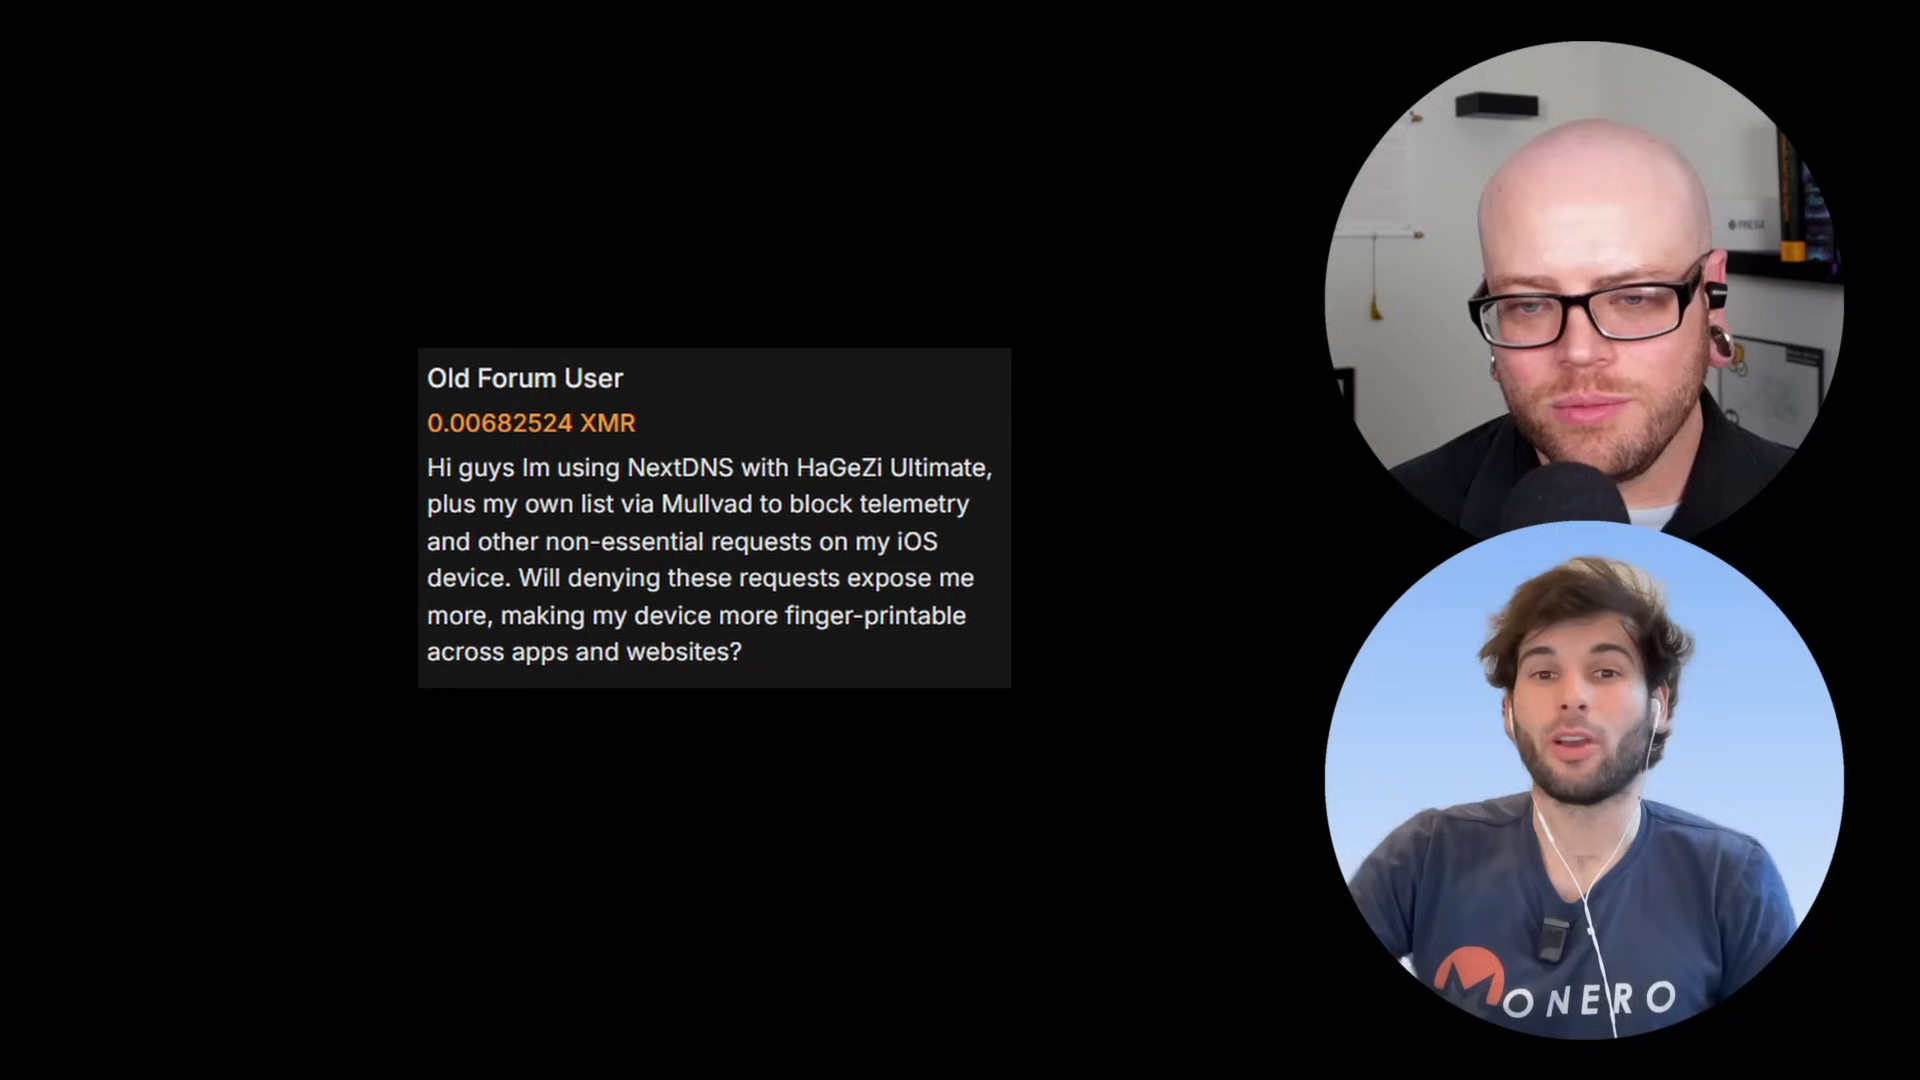 Old Forum User
0.00682524 XMR
Hi guys Im using NextDNS with HaGeZi Ultimate,
plus my own list via Mullvad to block telemetry
and other non-essential requests on my iOS
device. Will denying these requests expose me
more, making my device more finger-printable
across apps and websites?
PINE64
MONERO